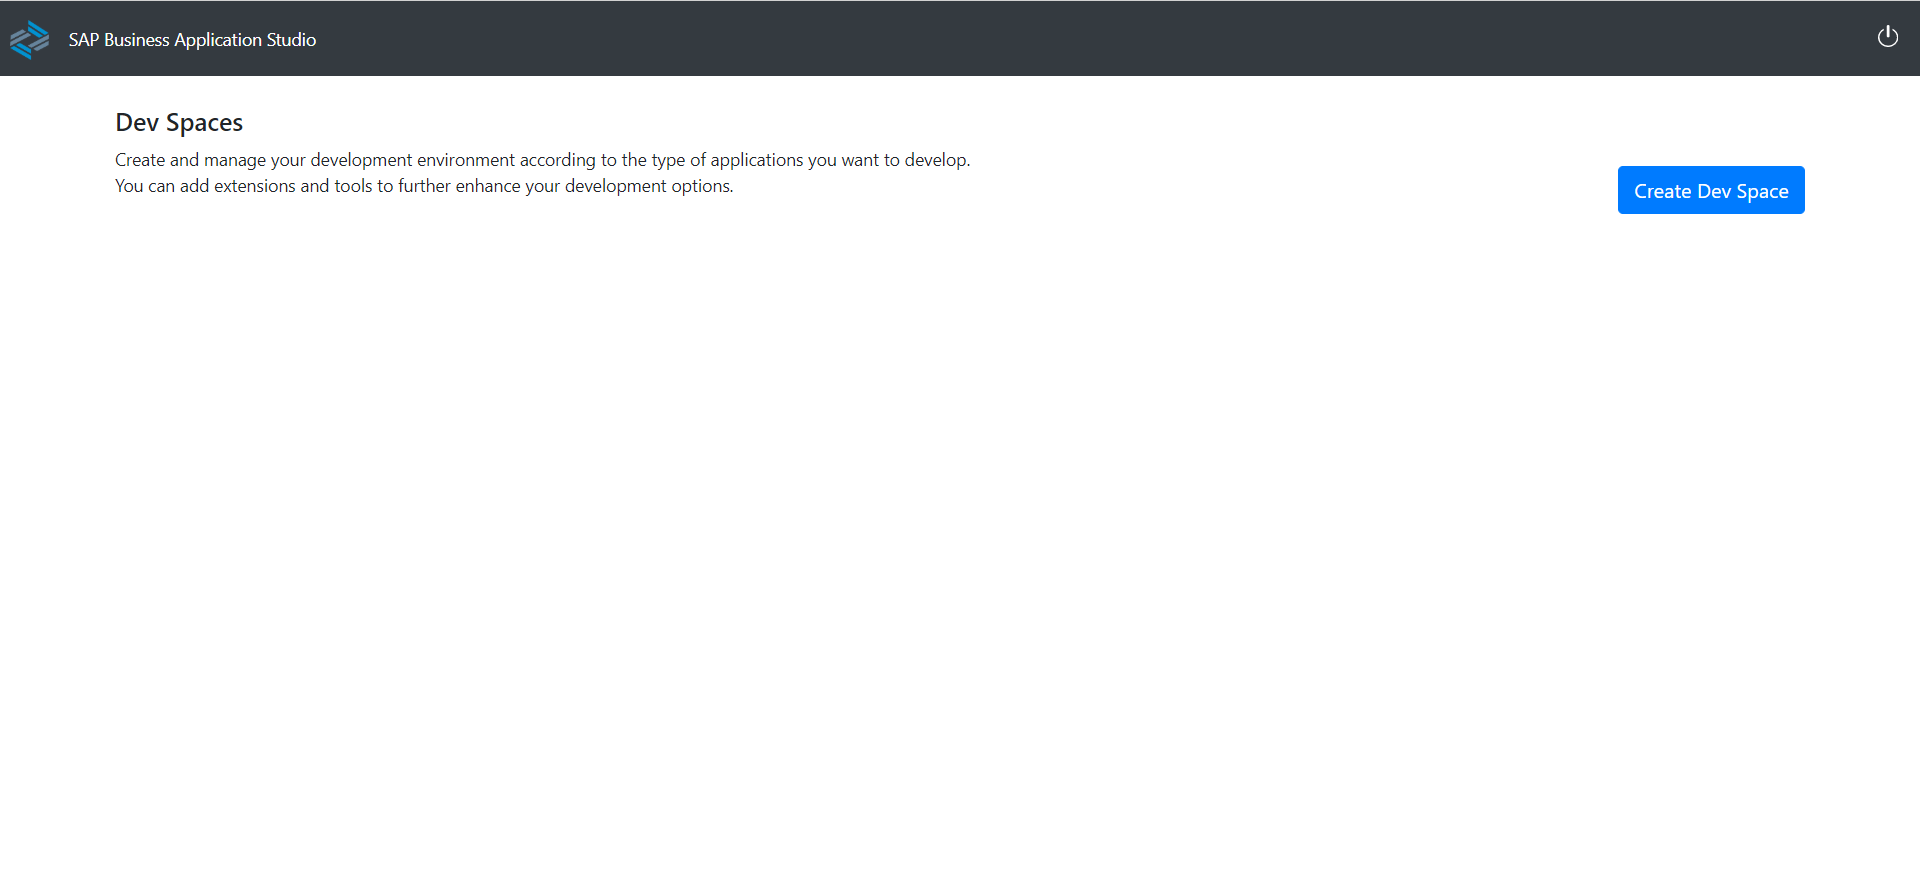 SAP Business Application Studio
Dev Spaces
Create and manage your development environment according to the type of applications you want to develop.
You can add extensions and tools to further enhance your development options.
Create Dev Space